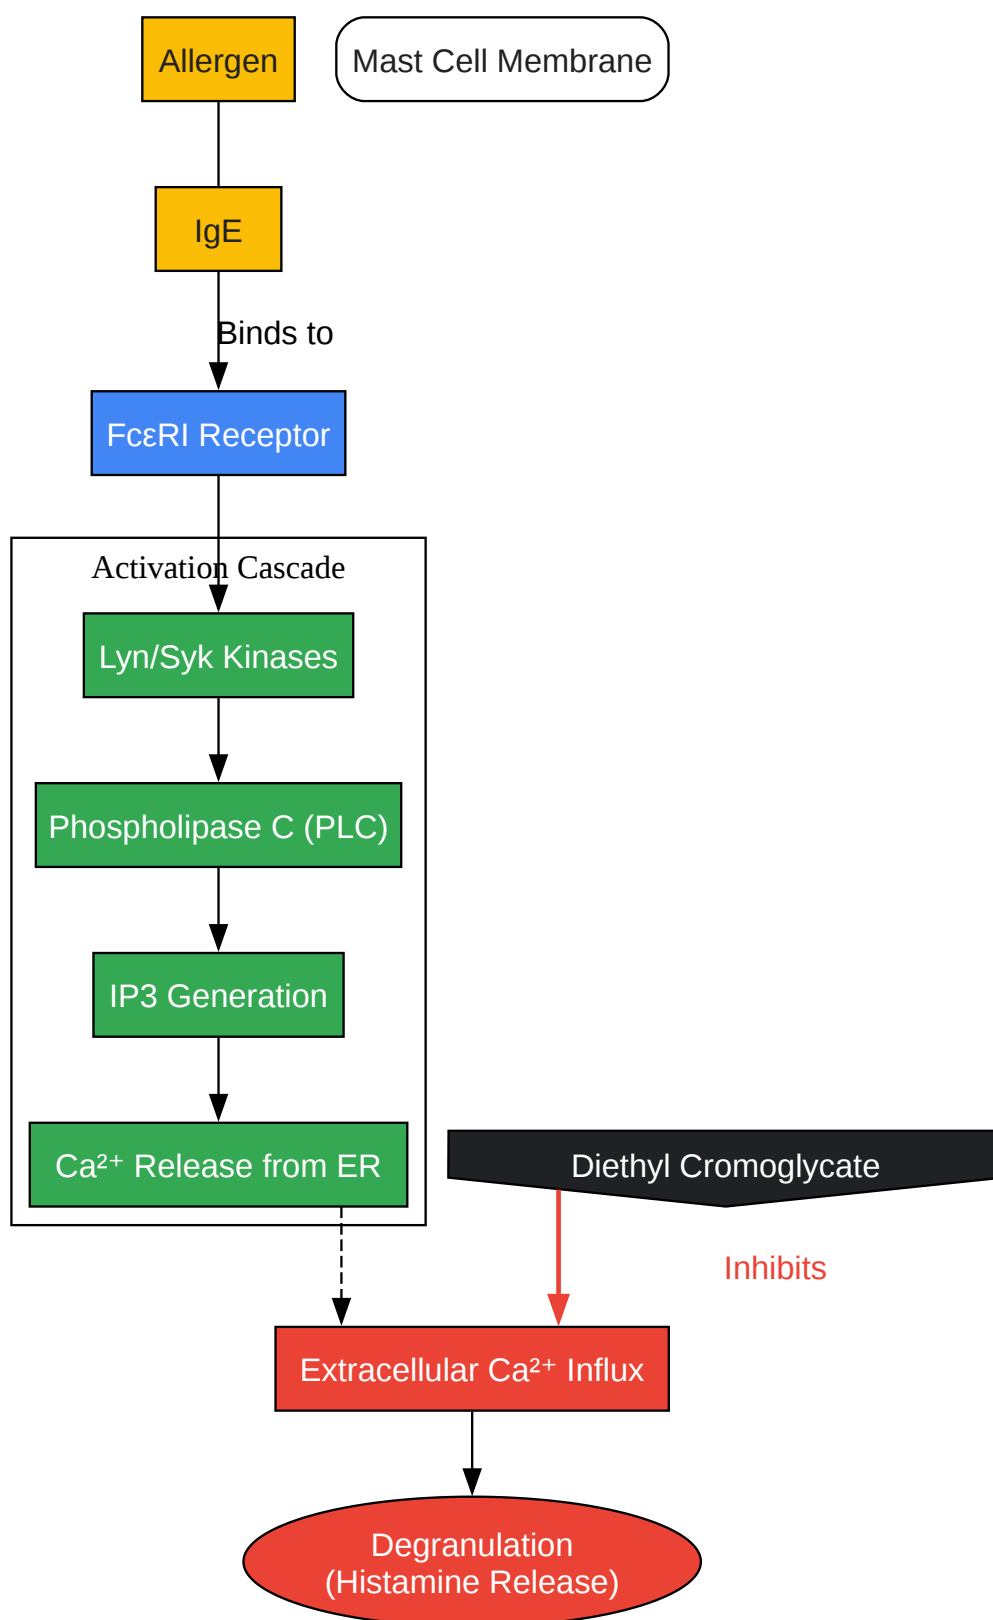 Allergen
Mast Cell Membrane
IgE
Binds to
FcεRI Receptor
Activation Cascade
Lyn/Syk Kinases
Phospholipase C (PLC)
IP3 Generation
Ca²⁺ Release from ER
Diethyl Cromoglycate
Inhibits
Extracellular Ca²⁺ Influx
Degranulation
(Histamine Release)